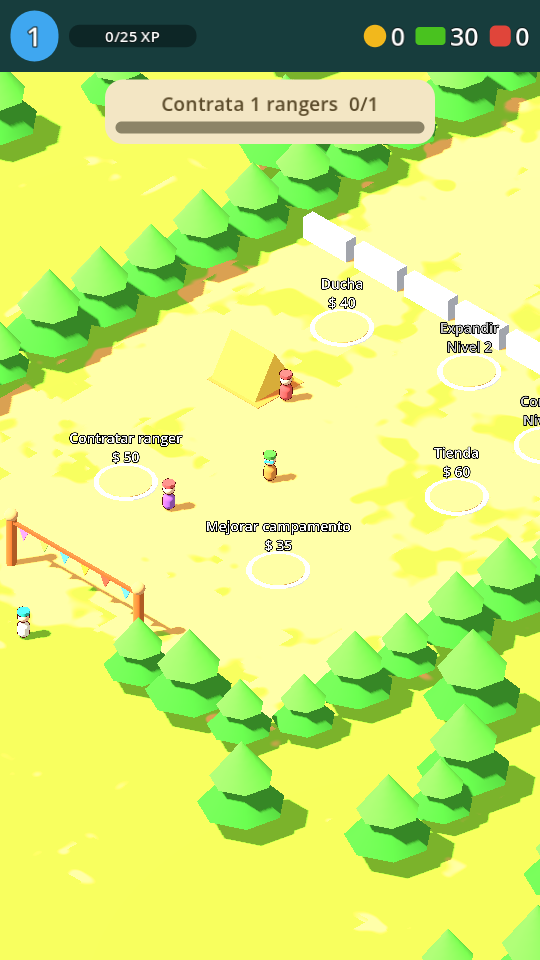 1
0/25 XP
0
30
0
Contrata 1 rangers 0/1
Ducha
$ 40
Expandir
Nivel 2
Contratar ranger
$ 50
Tienda
$ 60
Mejorar campamento
$ 35